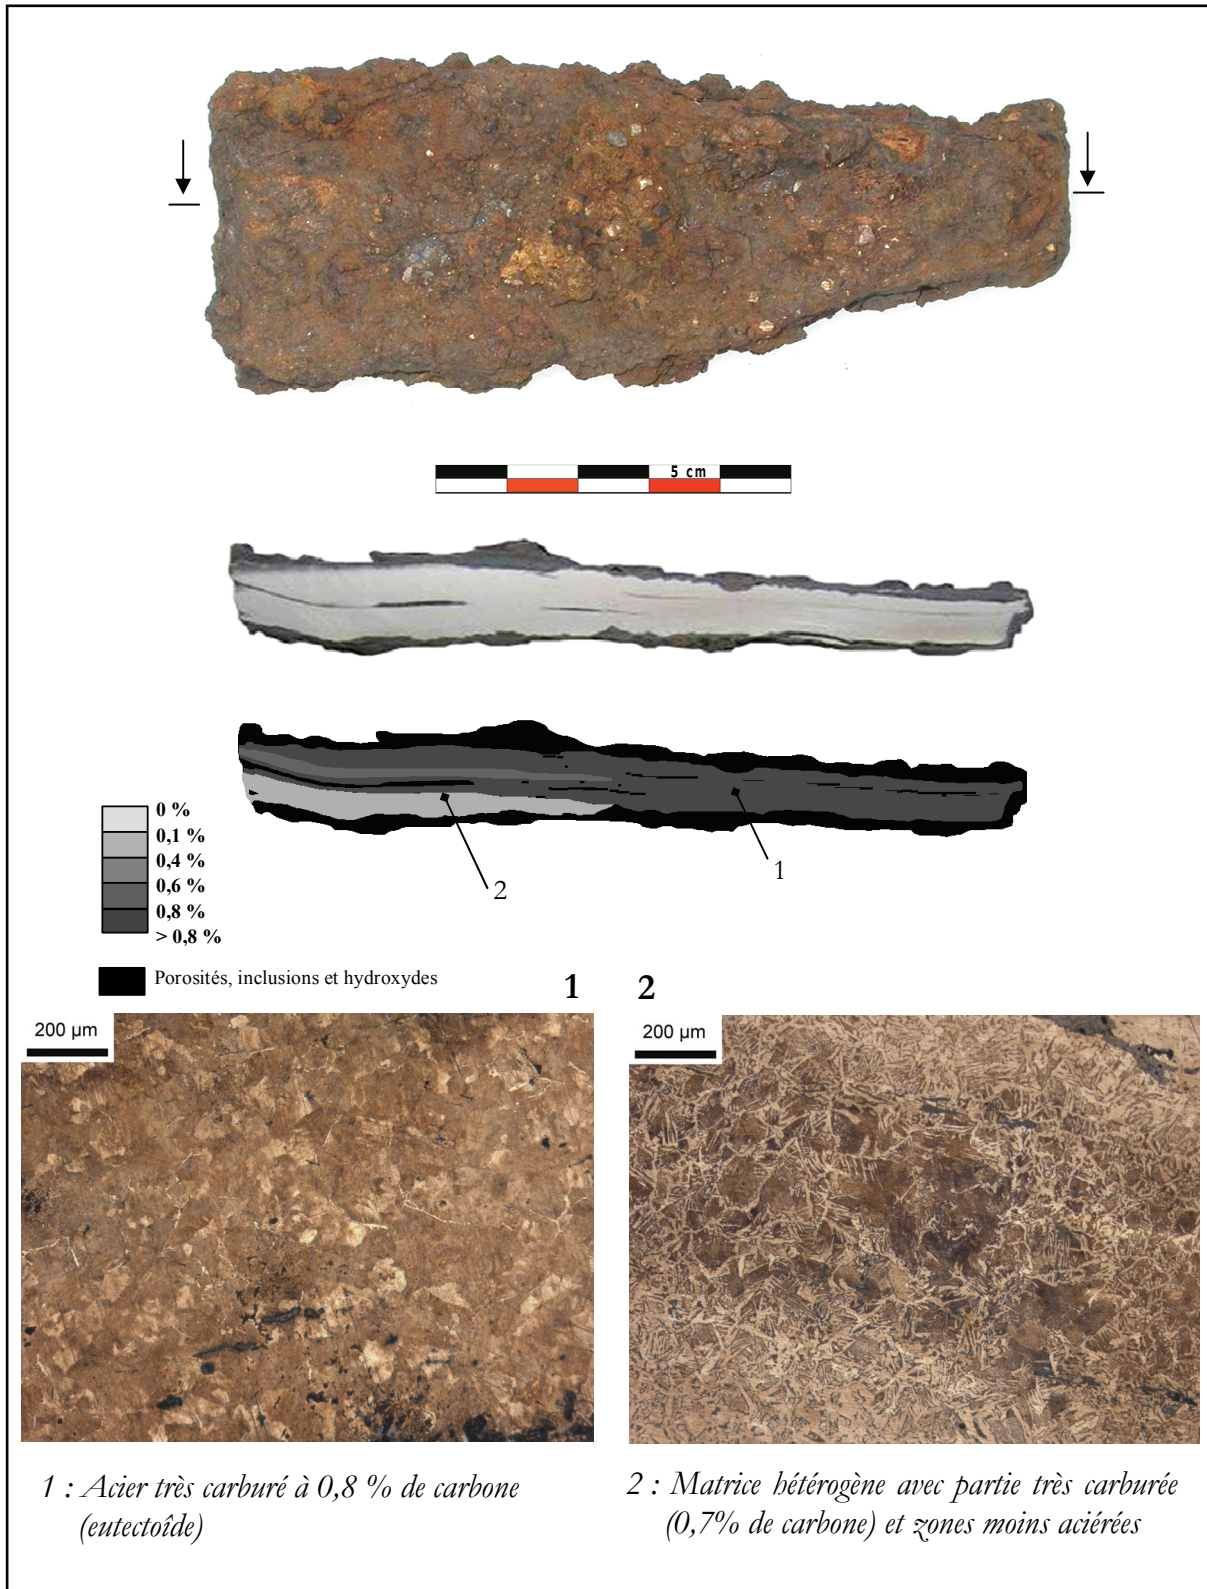 5 cm
0 %
0,1 %
0,4 %
0,6 %
0,8 %
> 0,8 %
2
1
Porosités, inclusions et hydroxydes
1
2
200 µm
200 µm
1 : Acier très carburé à 0,8 % de carbone
(eutectoîde)
2 : Matrice hétérogène avec partie très carburée
(0,7% de carbone) et zones moins aciérées